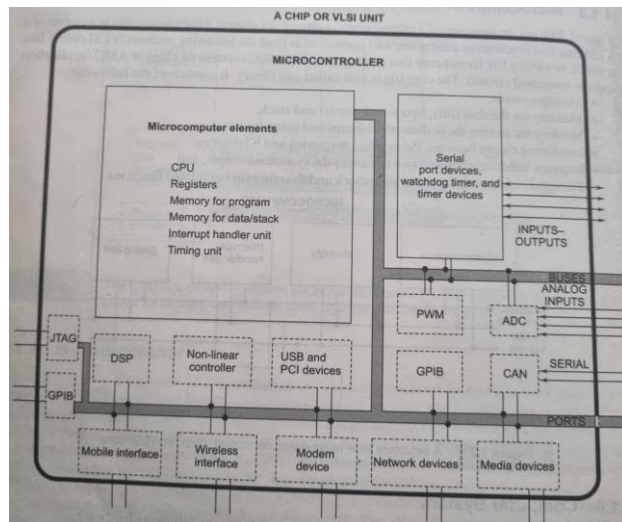 A CHIP OR VLSI UNIT
MICROCONTROLLER
Microcomputer elements
CPU
Registers
Memory for program
Memory for data/stack
Interrupt handler unit
Timing unit
Serial
port devices,
watchdog timer, and
timer devices
INPUTS–
OUTPUTS
BUSES
ANALOG
INPUTS
PWM
ADC
JTAG
DSP
Non-linear
controller
USB and
PCI devices
GPIB
CAN
SERIAL
GPIB
PORTS
Mobile interface
Wireless
interface
Modem
device
Network devices
Media devices